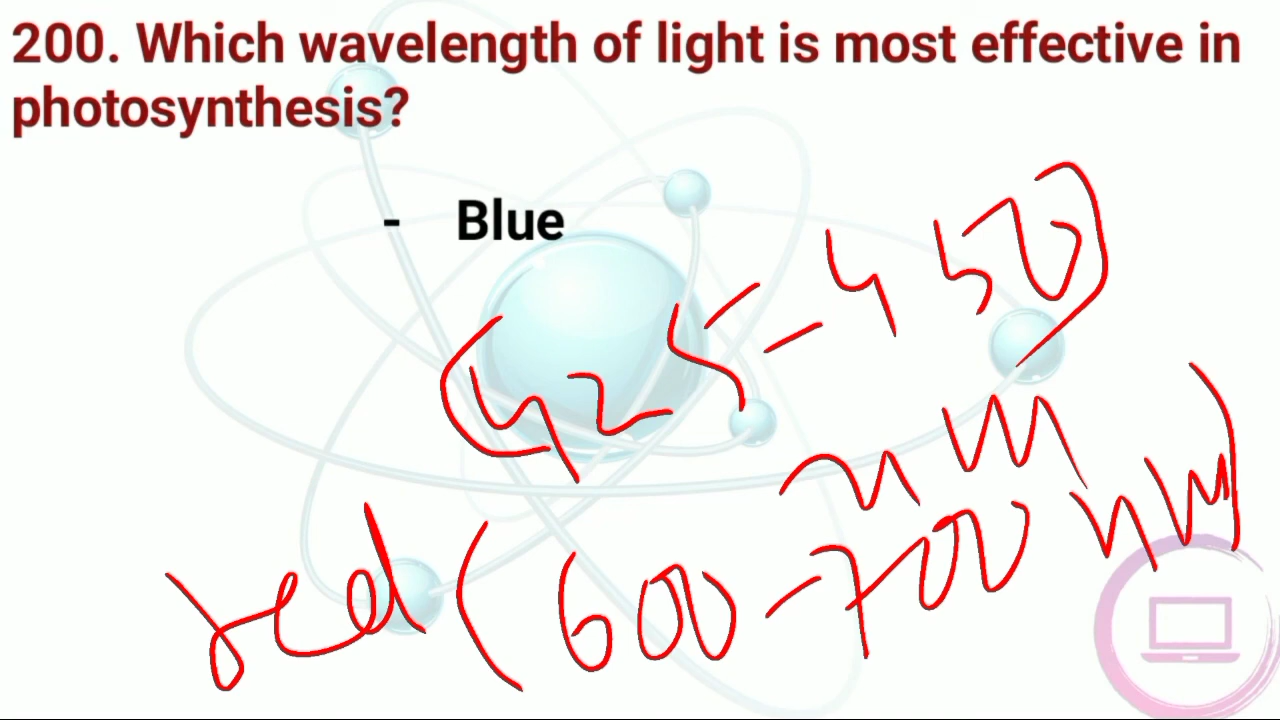 200. Which wavelength of light is most effective in
photosynthesis?
- Blue
(425-450)
nm
red (600-700 nm)